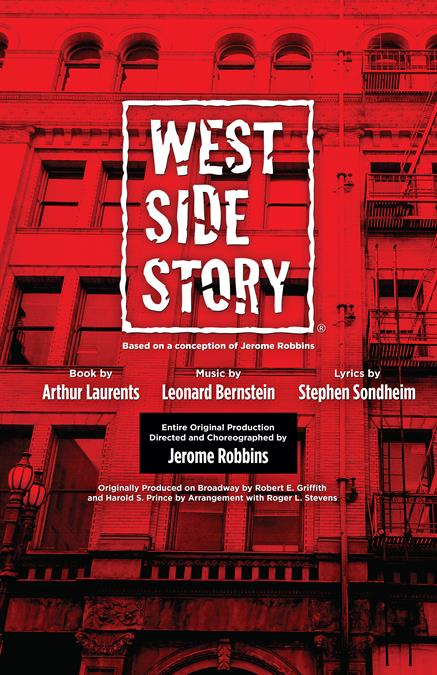 WEST
SIDE
STORY
®
Based on a conception of Jerome Robbins
Book by
Arthur Laurents
Music by
Leonard Bernstein
Lyrics by
Stephen Sondheim
Entire Original Production
Directed and Choreographed by
Jerome Robbins
Originally Produced on Broadway by Robert E. Griffith
and Harold S. Prince by Arrangement with Roger L. Stevens